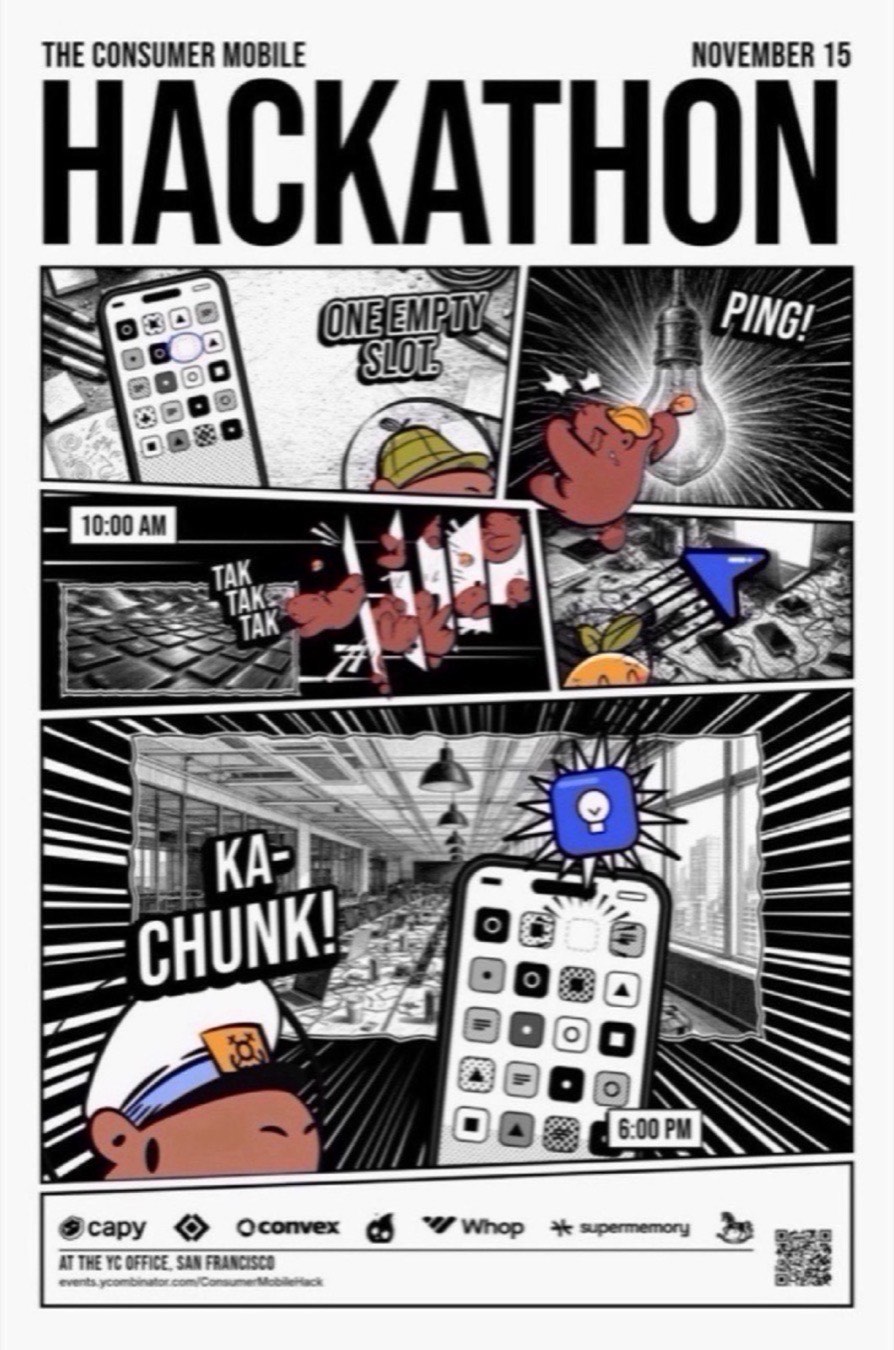 THE CONSUMER MOBILE
NOVEMBER 15
HACKATHON
ONE EMPTY
SLOT.
PING!
10:00 AM
TAK
TAK
TAK
KA-
CHUNK!
6:00 PM
capy
convex
Whop
supermemory
AT THE YC OFFICE, SAN FRANCISCO
events.ycombinator.com/ConsumerMobileHack